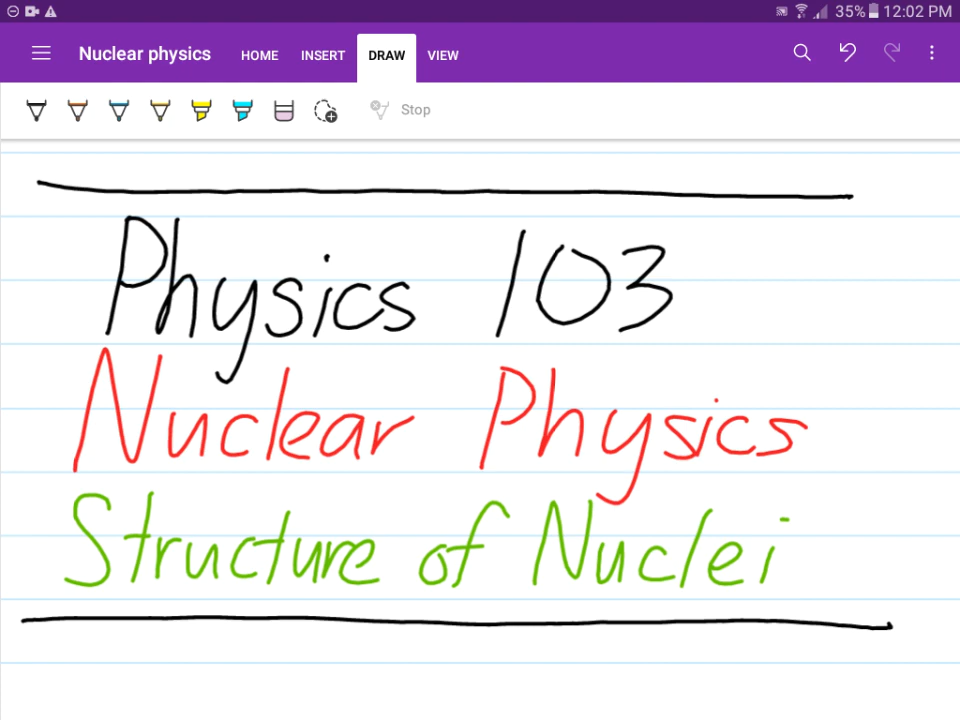 35% 12:02 PM
Nuclear physics HOME INSERT DRAW VIEW
Stop
Physics 103
Nuclear Physics
Structure of Nuclei